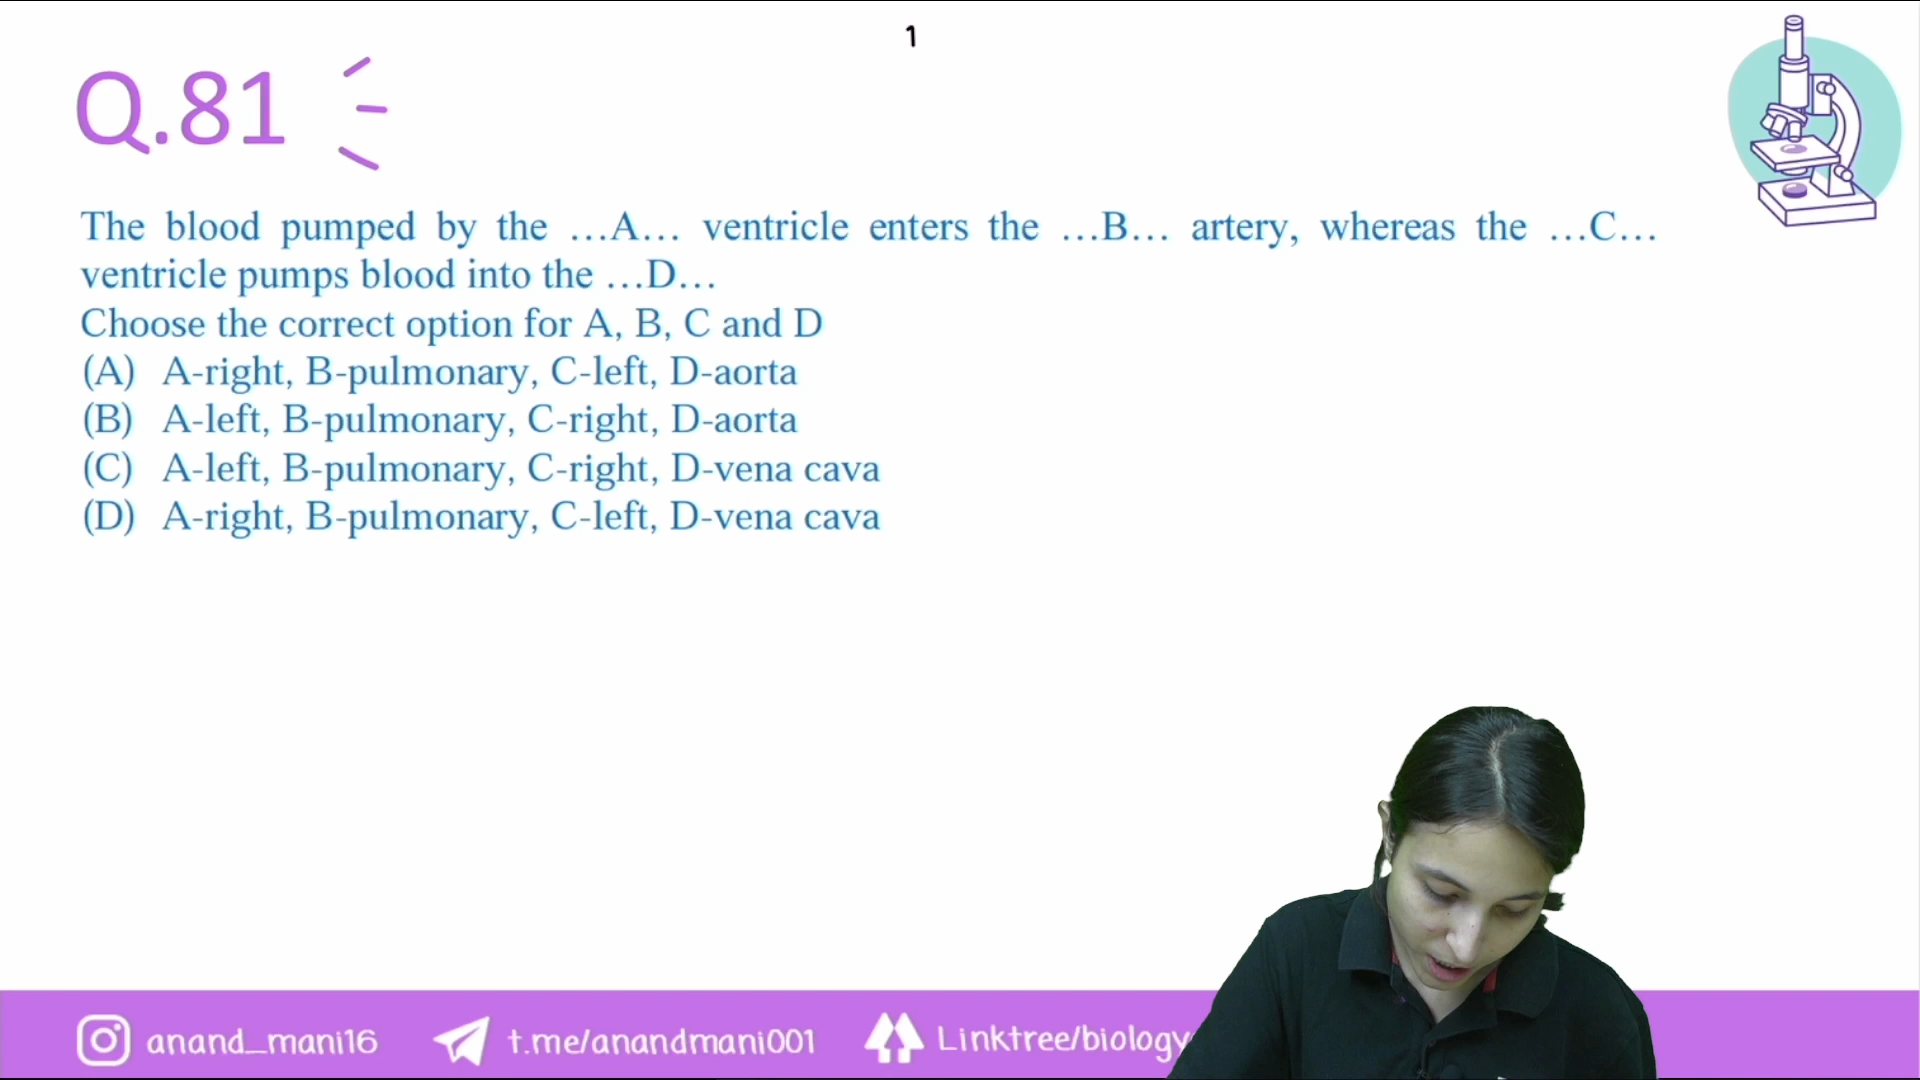 1
Q.81
The blood pumped by the ...A... ventricle enters the ...B... artery, whereas the ...C...
ventricle pumps blood into the ...D...
Choose the correct option for A, B, C and D
(A) A-right, B-pulmonary, C-left, D-aorta
(B) A-left, B-pulmonary, C-right, D-aorta
(C) A-left, B-pulmonary, C-right, D-vena cava
(D) A-right, B-pulmonary, C-left, D-vena cava
anand_mani16 t.me/anandmani001 Linktree/biology